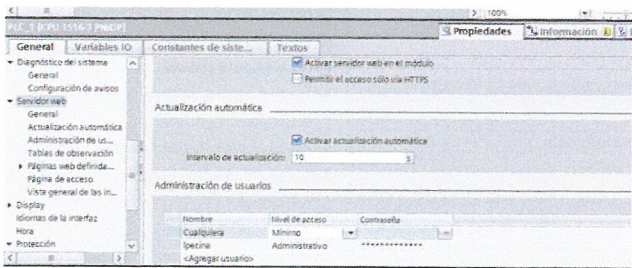 100%
PLC_1 [CPU 1516-3 PN/DP]
Propiedades
Información
General
Variables IO
Constantes de siste...
Textos
Diagnóstico del sistema
General
Configuración de avisos
Servidor web
General
Actualización automática
Administración de us...
Tablas de observación
Páginas web definida...
Página de acceso
Vista general de las in...
Display
Idiomas de la interfaz
Hora
Protección
Activar servidor web en el módulo
Permitir el acceso sólo vía HTTPS
Actualización automática
Activar actualización automática
Intervalo de actualización: 10 s
Administración de usuarios
Nombre Nivel de acceso Contraseña
Cualquiera Mínimo
Ipecina Administrativo *************
<Agregar usuario>